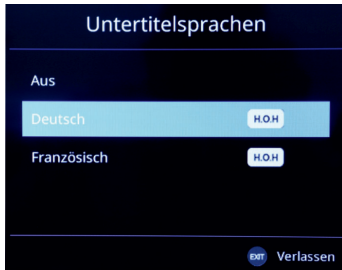 Untertitelsprachen
Aus
Deutsch H.O.H
Französisch H.O.H
EXIT Verlassen